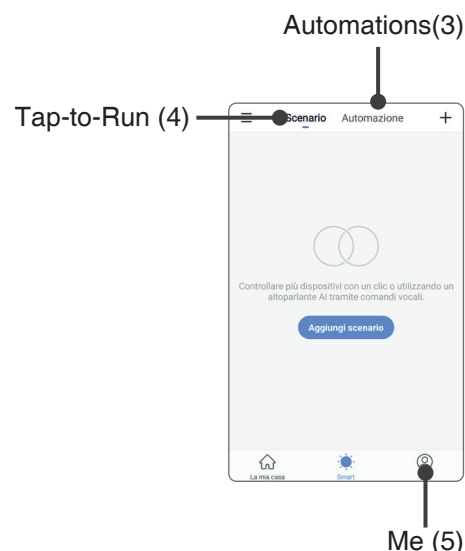 Automations(3)
Tap-to-Run (4)
Scenario Automazione
Controllare più dispositivi con un clic o utilizzando un
altoparlante AI tramite comandi vocali.
Aggiungi scenario
La mia casa Smart
Me (5)